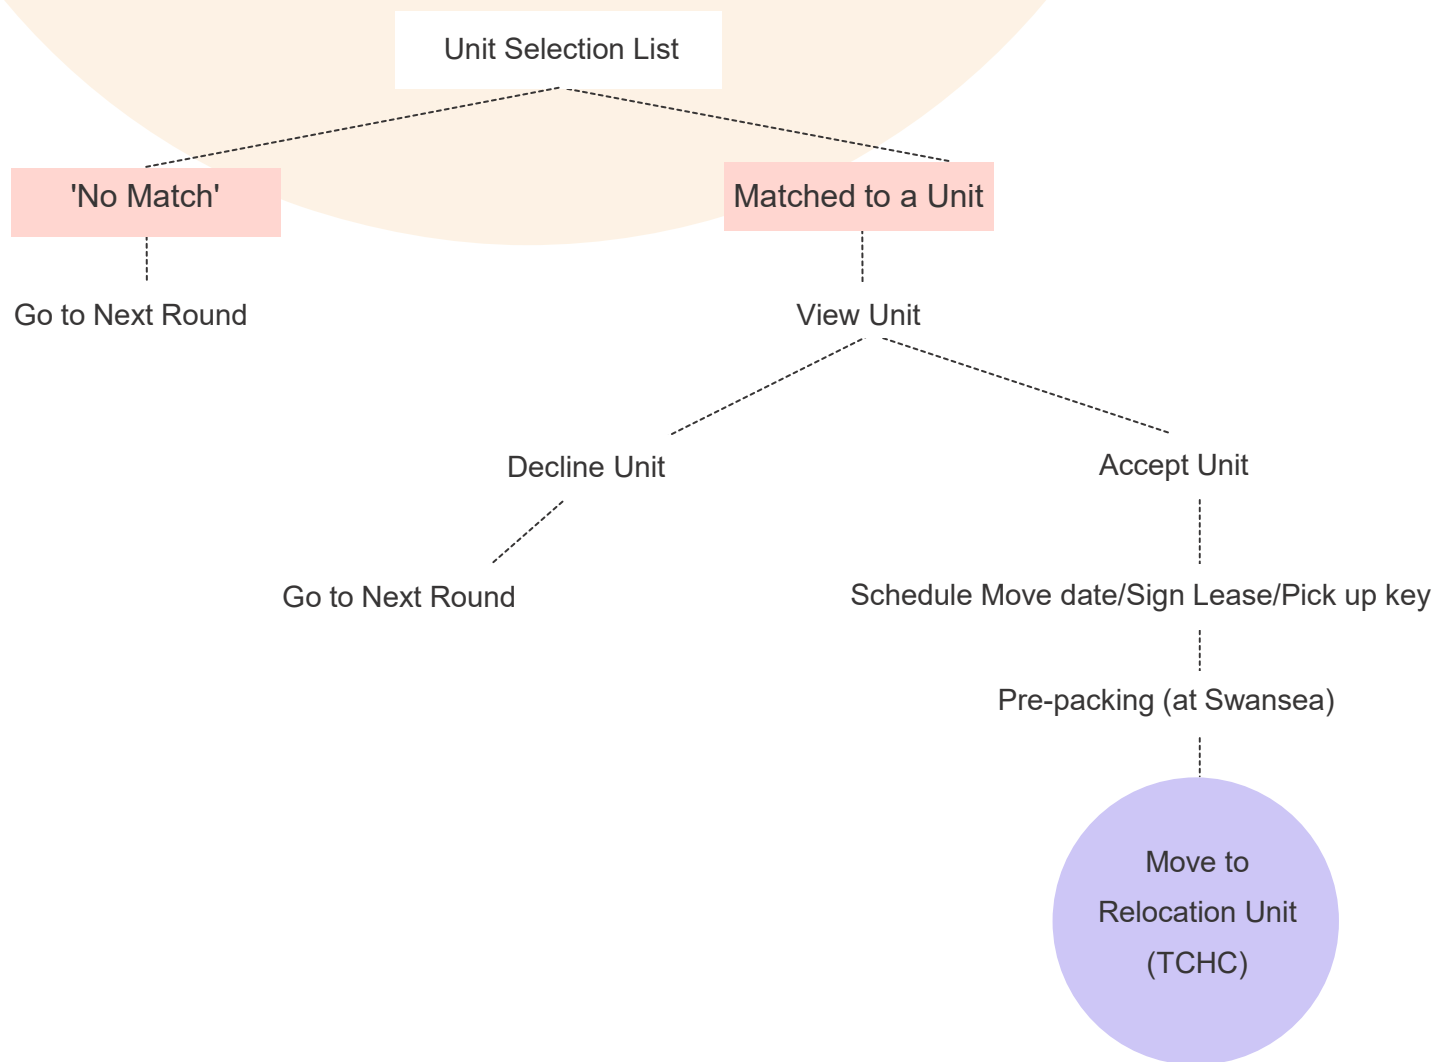 Unit Selection List
'No Match'
Matched to a Unit
Go to Next Round
View Unit
Decline Unit
Accept Unit
Go to Next Round
Schedule Move date/Sign Lease/Pick up key
Pre-packing (at Swansea)
Move to
Relocation Unit
(TCHC)